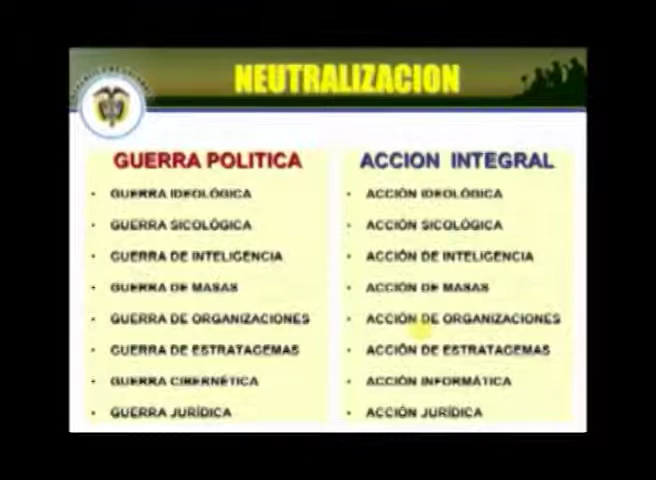 NEUTRALIZACION
GUERRA POLITICA
GUERRA IDEOLÓGICA
GUERRA SICOLÓGICA
GUERRA DE INTELIGENCIA
GUERRA DE MASAS
GUERRA DE ORGANIZACIONES
GUERRA DE ESTRATAGEMAS
GUERRA CIBERNÉTICA
GUERRA JURÍDICA
ACCION INTEGRAL
ACCIÓN IDEOLÓGICA
ACCIÓN SICOLÓGICA
ACCIÓN DE INTELIGENCIA
ACCIÓN DE MASAS
ACCIÓN DE ORGANIZACIONES
ACCIÓN DE ESTRATAGEMAS
ACCIÓN INFORMÁTICA
ACCIÓN JURÍDICA